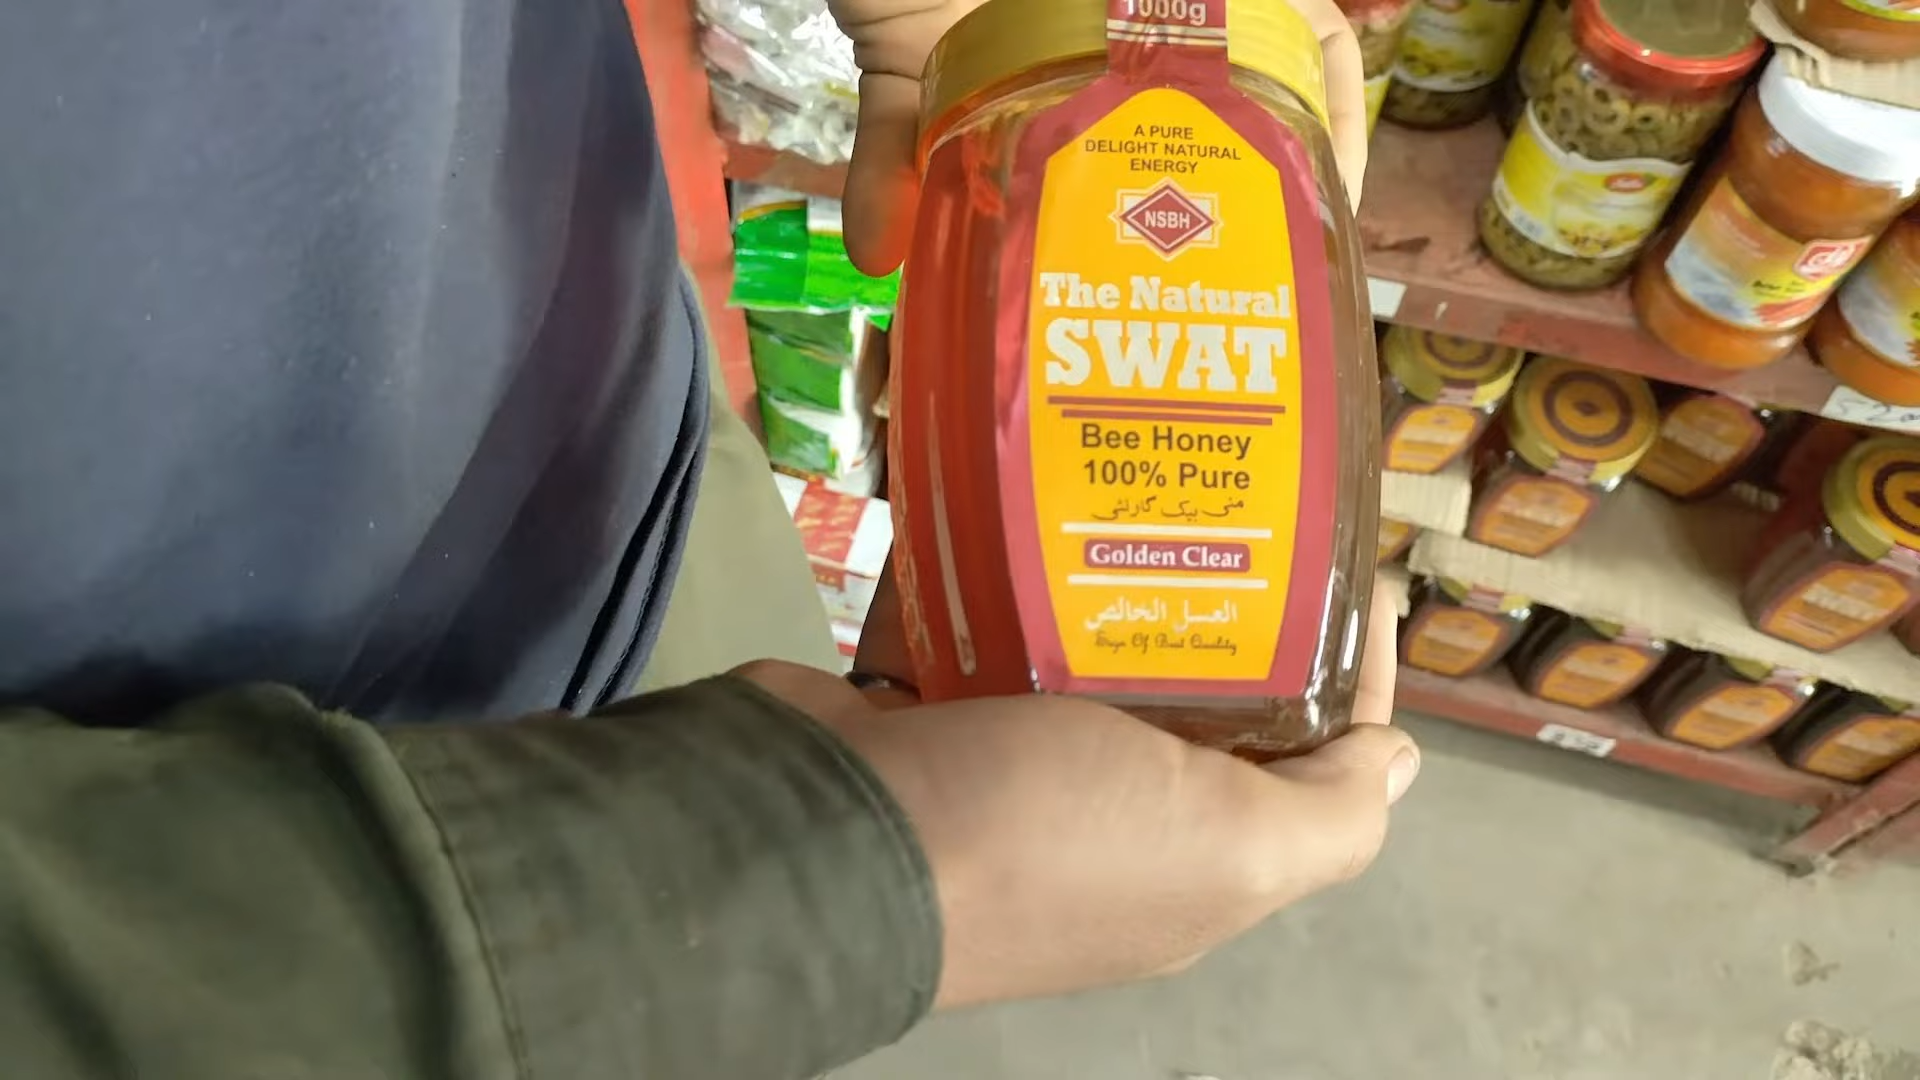 1000g
A PURE
DELIGHT NATURAL
ENERGY
NSBH
The Natural
SWAT
Bee Honey
100% Pure
منی بیک گارنٹی
Golden Clear
العسل الخالص
Sign Of Best Quality